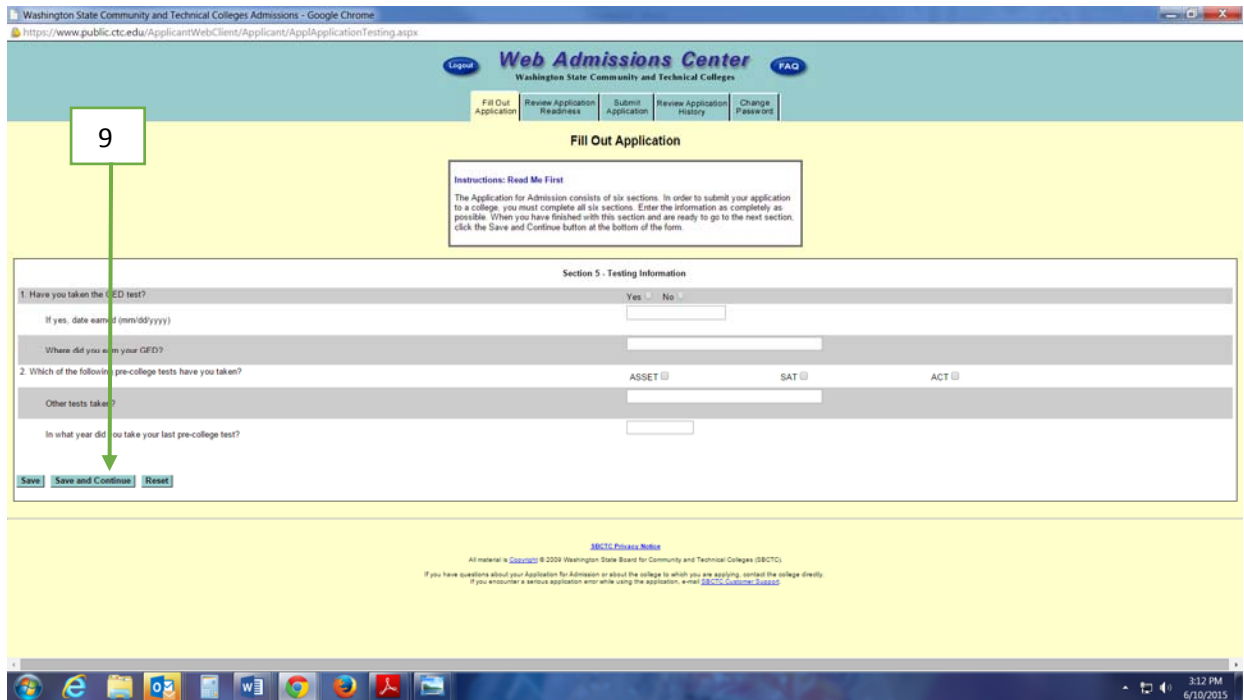 Washington State Community and Technical Colleges Admissions - Google Chrome
https://www.public.ctc.edu/ApplicantWebClient/Applicant/ApplApplicationTesting.aspx
Logout
Web Admissions Center
FAQ
Washington State Community and Technical Colleges
Fill Out Application
Review Application Readiness
Submit Application
Review Application History
Change Password
9
Fill Out Application
Instructions: Read Me First
The Application for Admission consists of six sections. In order to submit your application
to a college, you must complete all six sections. Enter the information as completely as
possible. When you have finished with this section and are ready to go to the next section,
click the Save and Continue button at the bottom of the form.
Section 5 - Testing Information
1. Have you taken the GED test? Yes No
If yes, date earned (mm/dd/yyyy)
Where did you earn your GED?
2. Which of the following pre-college tests have you taken? ASSET SAT ACT
Other tests taken?
In what year did you take your last pre-college test?
Save Save and Continue Reset
SBCTC Privacy Notice
All material is Copyright © 2009 Washington State Board for Community and Technical Colleges (SBCTC)
If you have questions about your Application for Admission or about the college to which you are applying, contact the college directly.
If you encounter a serious application error while using the application, e-mail SBCTC Customer Support.
3:12 PM
6/10/2015